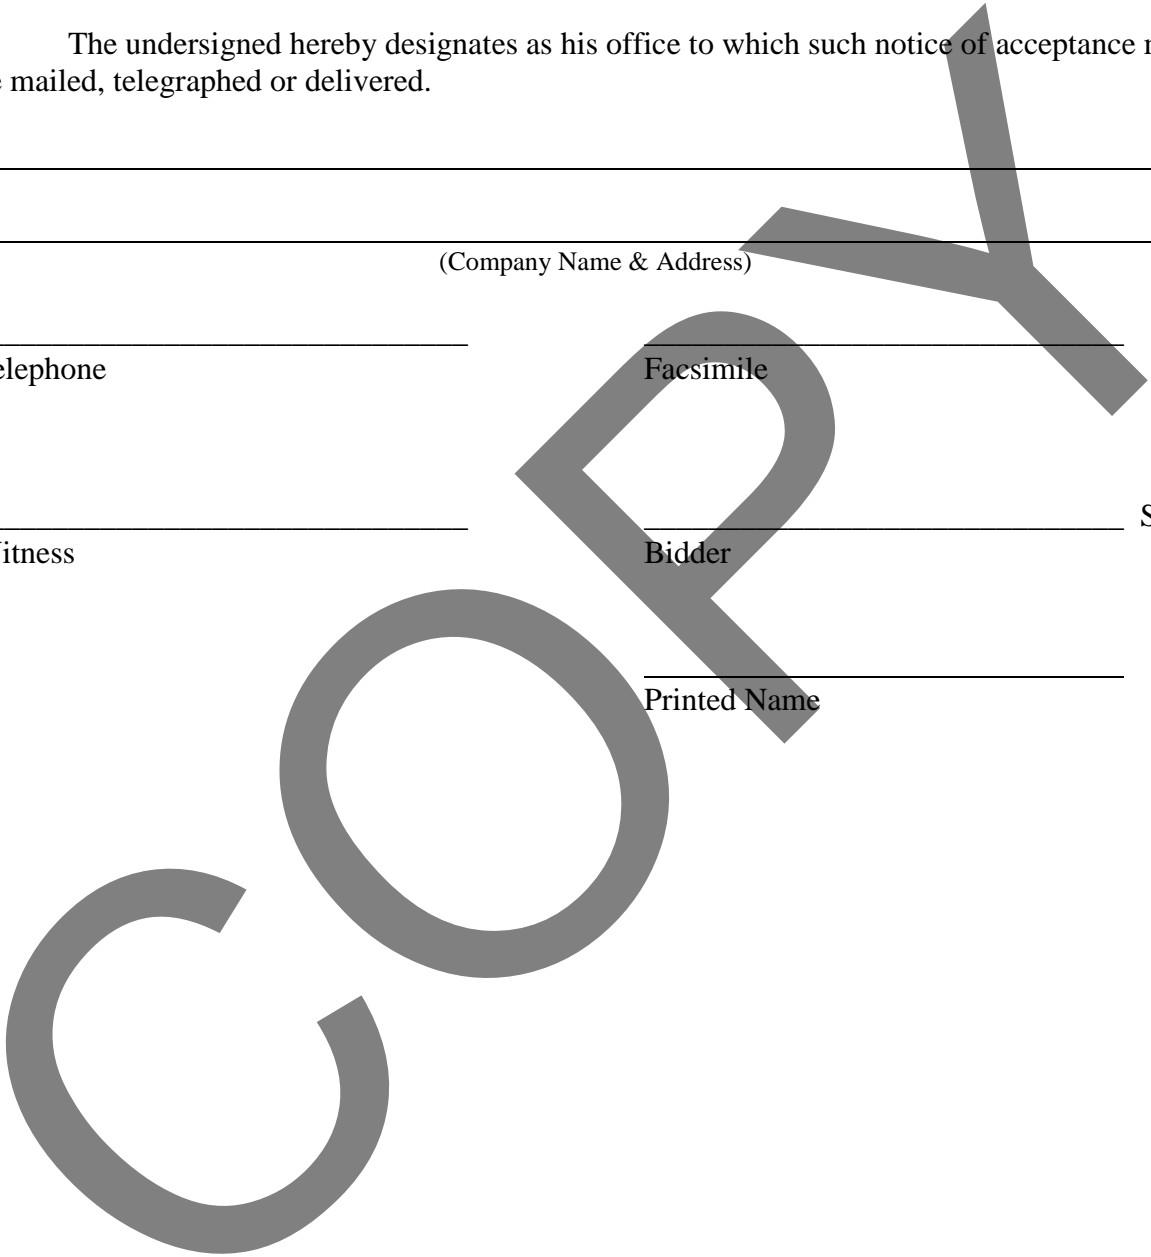 The undersigned hereby designates as his office to which such notice of acceptance
mailed, telegraphed or delivered.
(Company Name & Address)
elephone Facsimile
S
itness Bidder
Printed Name
COPY